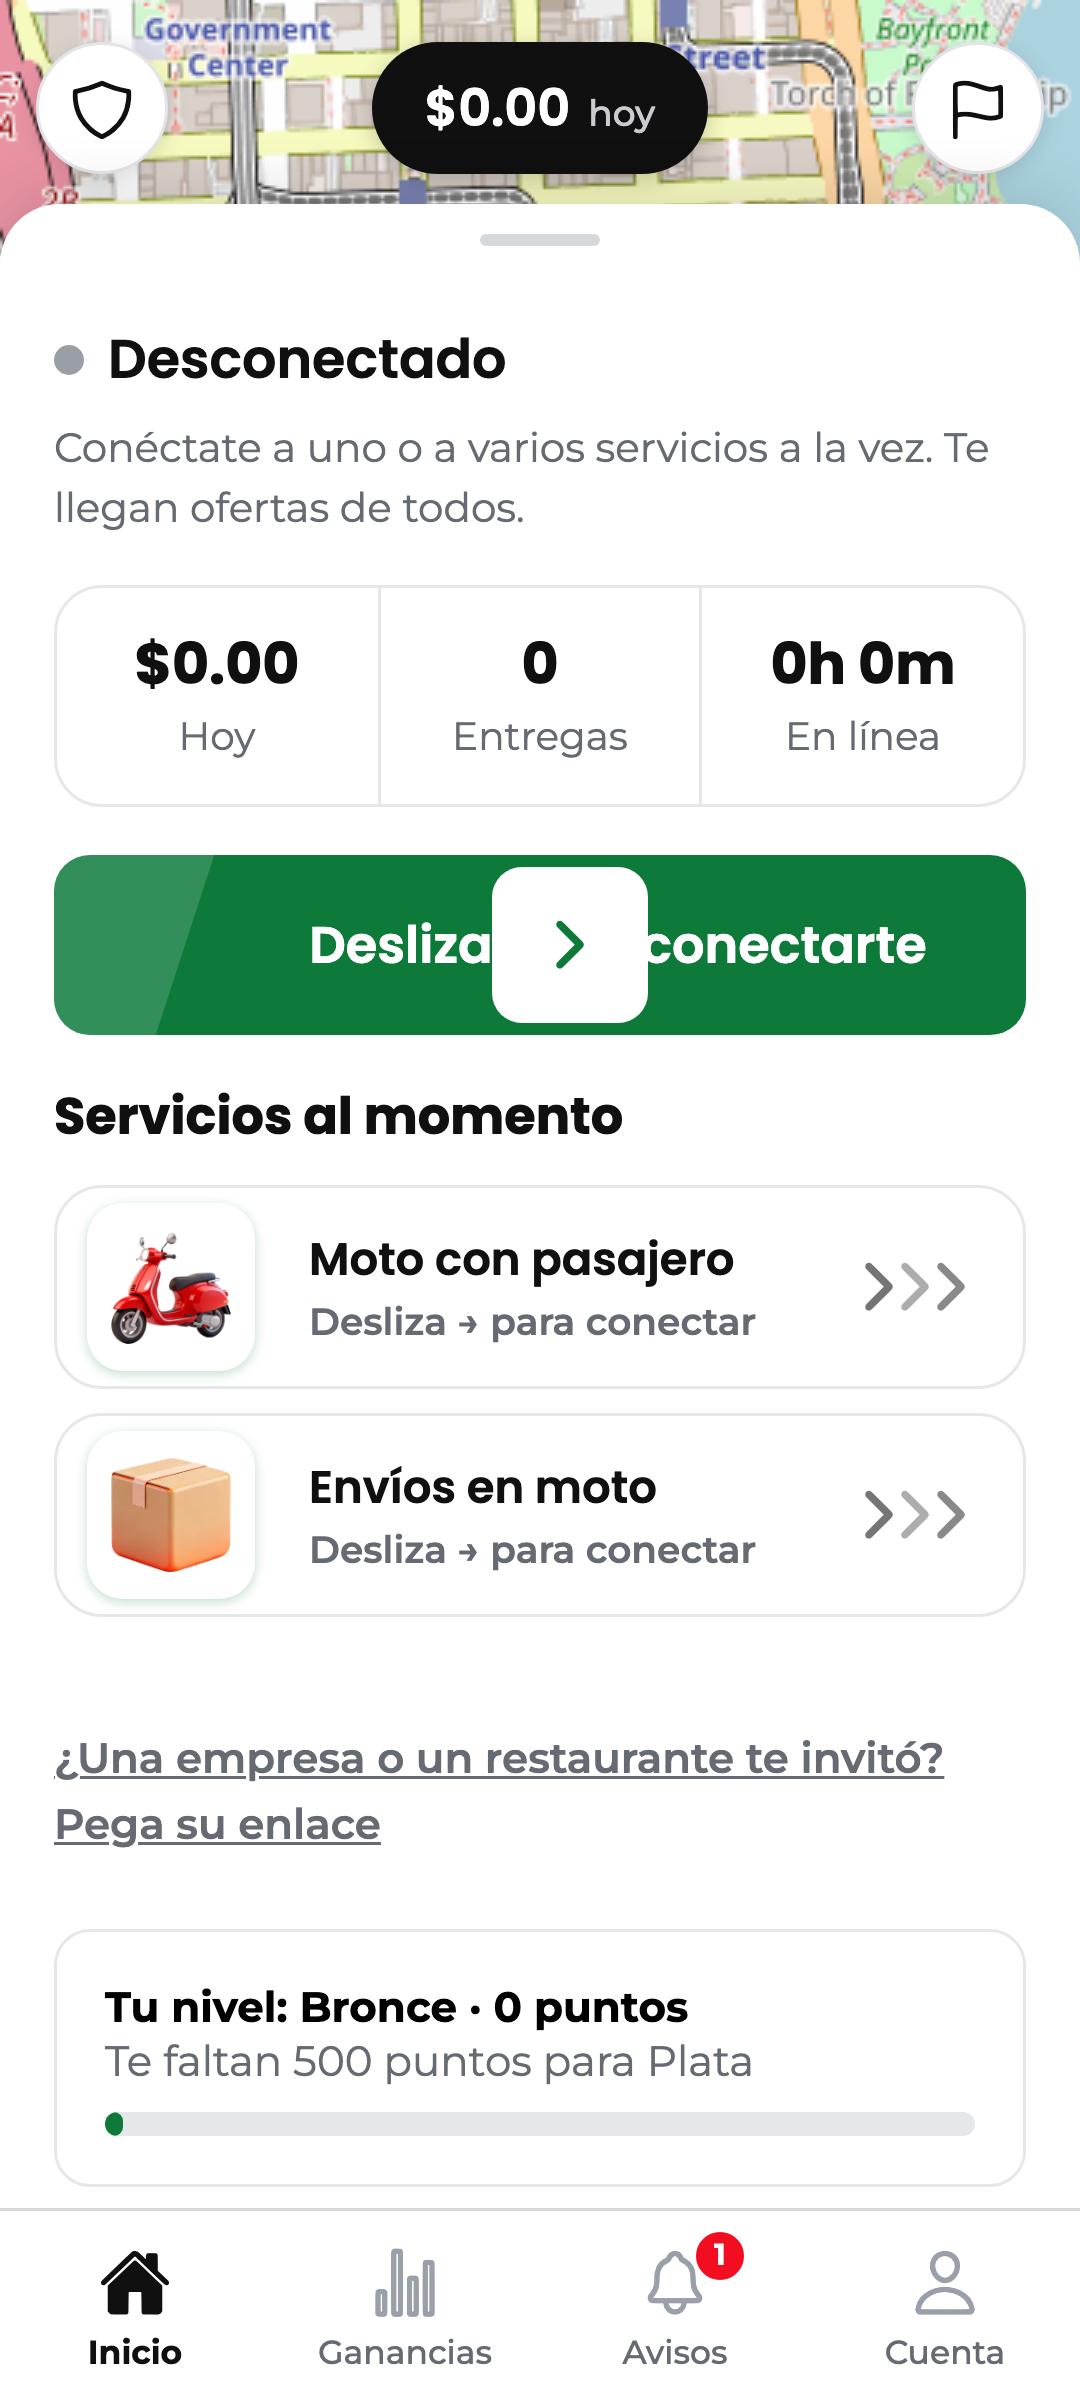 Government
Center
Street
Bayfront
Torch of
$0.00 hoy
Desconectado
Conéctate a uno o a varios servicios a la vez. Te
llegan ofertas de todos.
$0.00
Hoy
0
Entregas
0h 0m
En línea
Desliza conectarte
Servicios al momento
Moto con pasajero
Desliza → para conectar
Envíos en moto
Desliza → para conectar
¿Una empresa o un restaurante te invitó?
Pega su enlace
Tu nivel: Bronce · 0 puntos
Te faltan 500 puntos para Plata
Inicio
Ganancias
1
Avisos
Cuenta